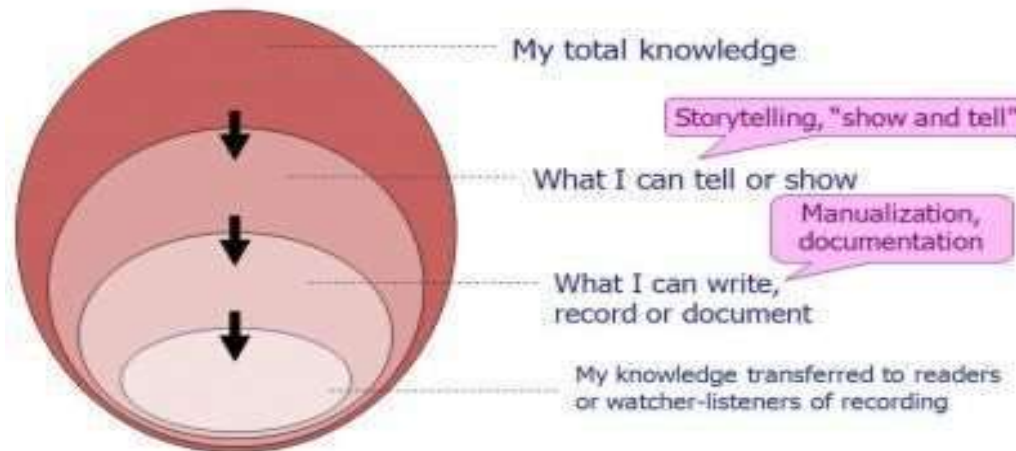 My total knowledge
Storytelling, "show and tell"
What I can tell or show
Manualization,
documentation
What I can write,
record or document
My knowledge transferred to readers
or watcher-listeners of recording